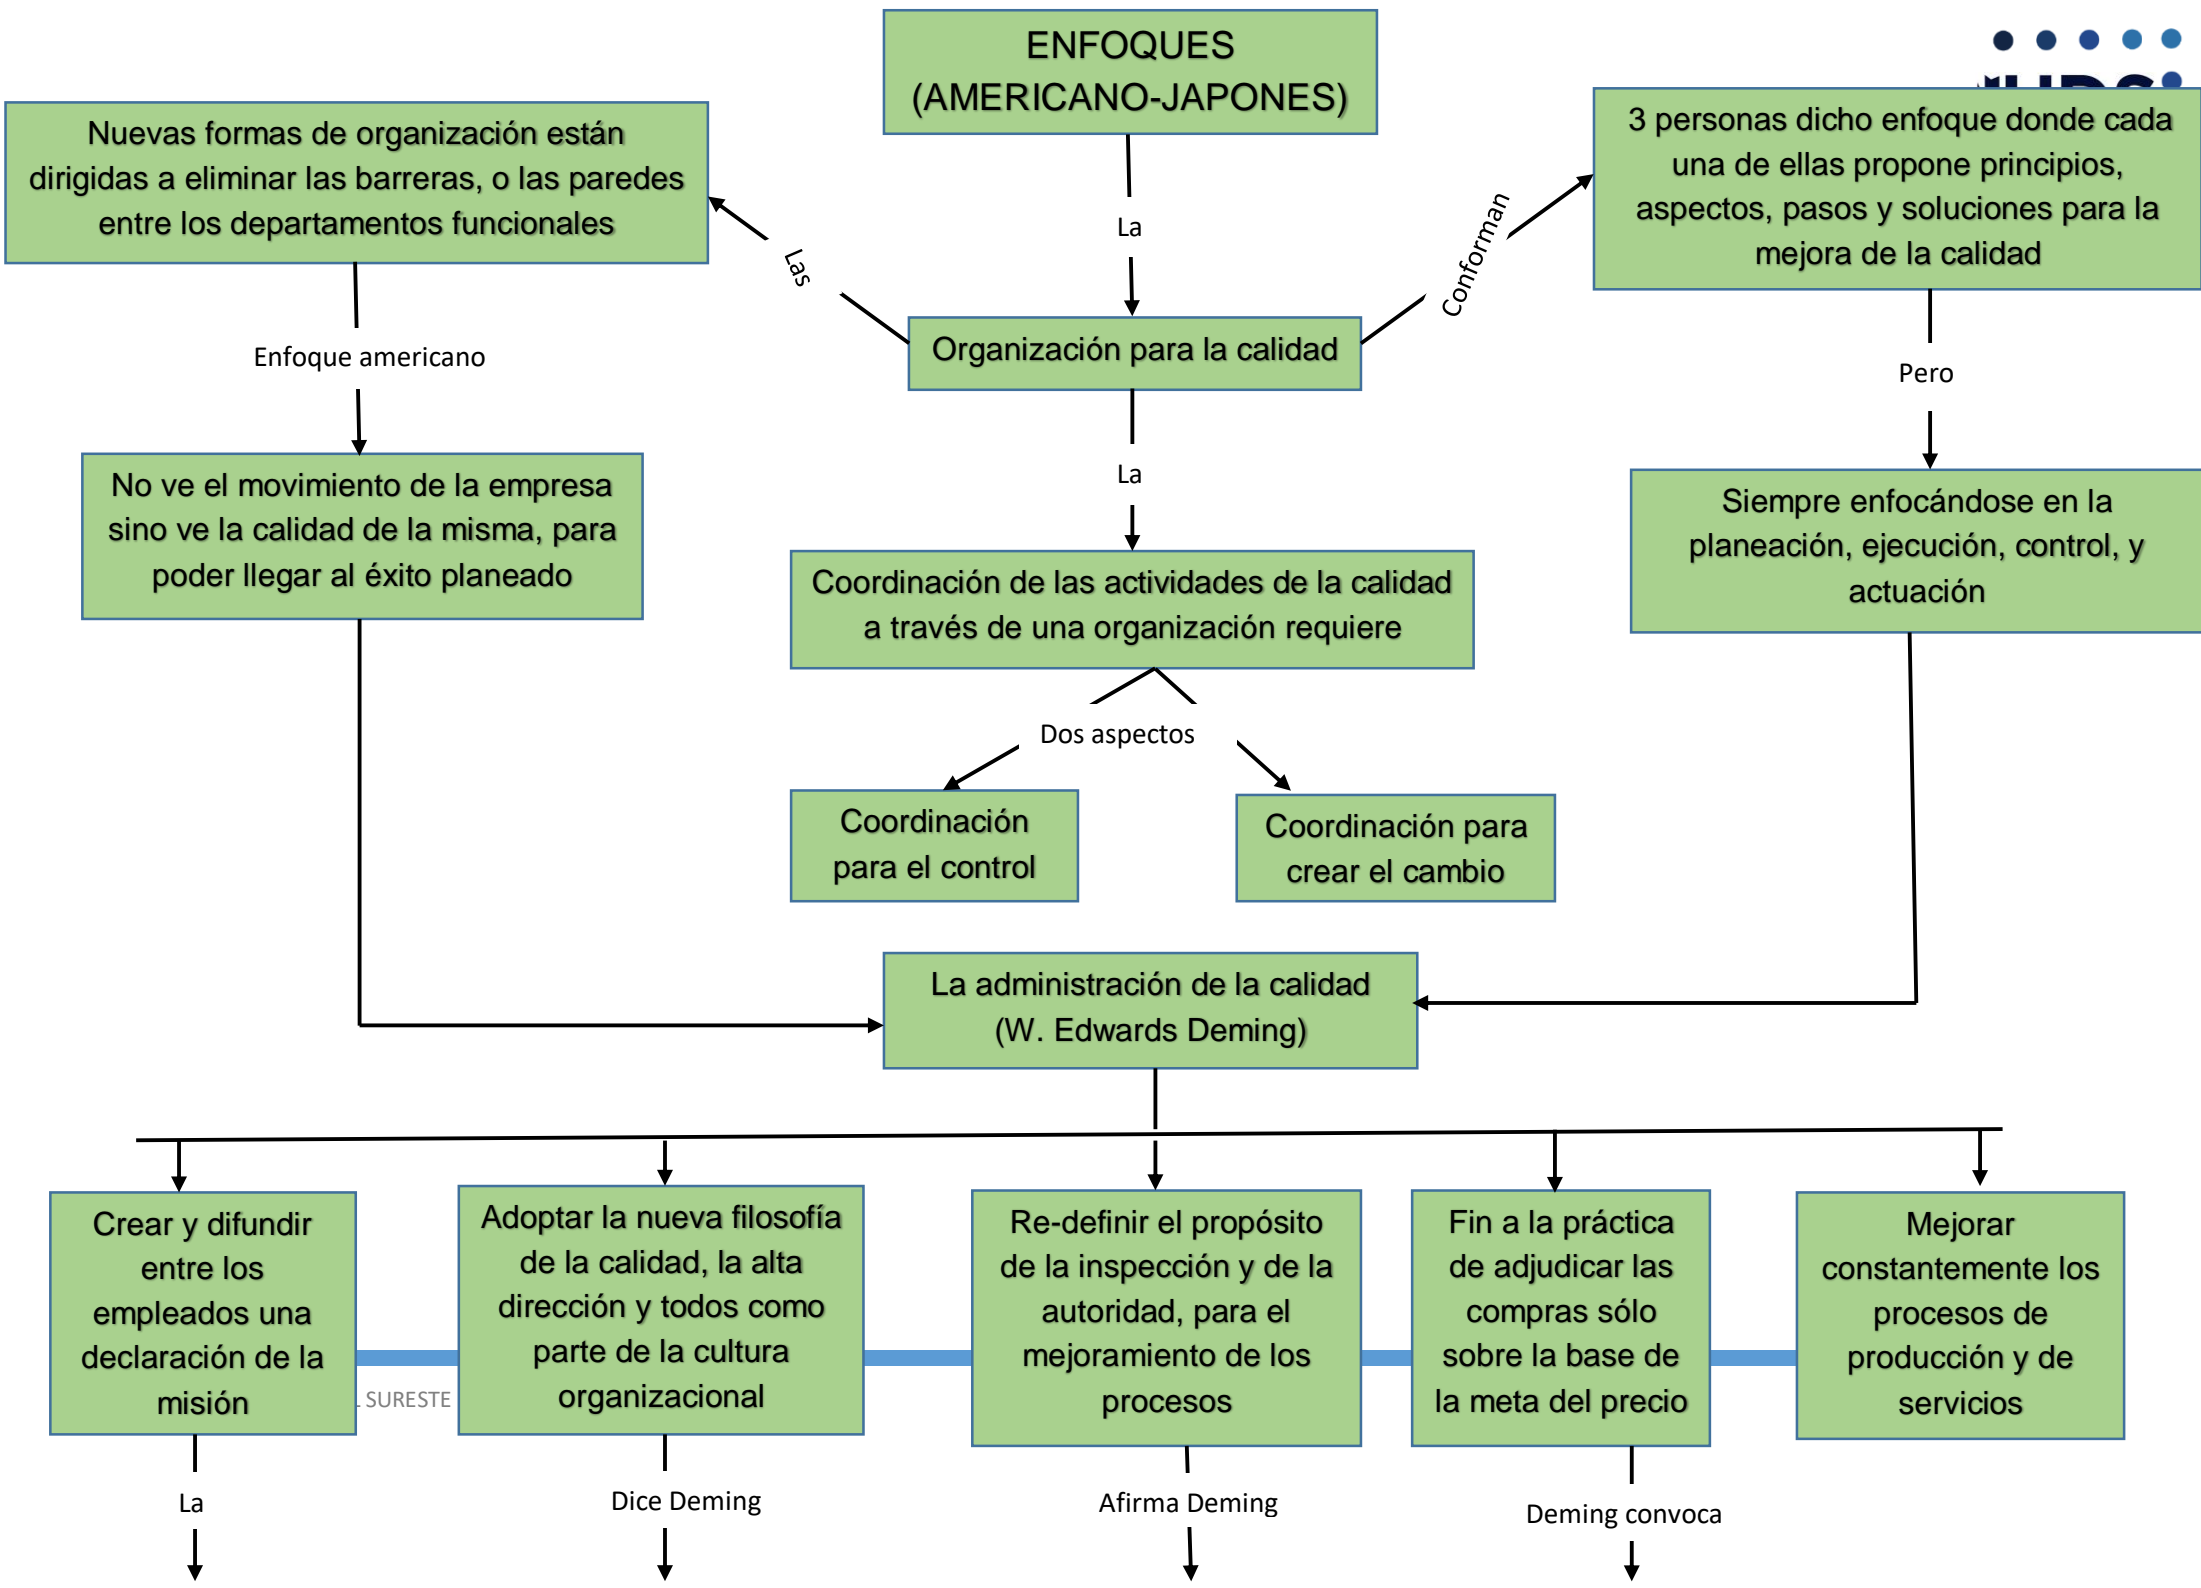 ENFOQUES
(AMERICANO-JAPONES)
Nuevas formas de organización están
dirigidas a eliminar las barreras, o las paredes
entre los departamentos funcionales
3 personas dicho enfoque donde cada
una de ellas propone principios,
aspectos, pasos y soluciones para la
mejora de la calidad
La
Las
Conforman
Organización para la calidad
Enfoque americano
Pero
No ve el movimiento de la empresa
sino ve la calidad de la misma, para
poder llegar al éxito planeado
La
Siempre enfocándose en la
planeación, ejecución, control, y
actuación
Coordinación de las actividades de la calidad
a través de una organización requiere
Dos aspectos
Coordinación
para el control
Coordinación para
crear el cambio
La administración de la calidad
(W. Edwards Deming)
Crear y difundir
entre los
empleados una
declaración de la
misión
Adoptar la nueva filosofía
de la calidad, la alta
dirección y todos como
parte de la cultura
organizacional
Re-definir el propósito
de la inspección y de la
autoridad, para el
mejoramiento de los
procesos
Fin a la práctica
de adjudicar las
compras sólo
sobre la base de
la meta del precio
Mejorar
constantemente los
procesos de
producción y de
servicios
SURESTE
La
Dice Deming
Afirma Deming
Deming convoca